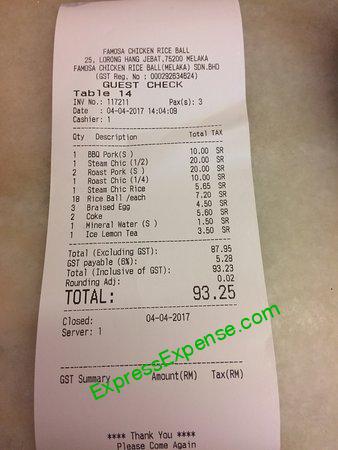 FAMOSA CHICKEN RICE BALL
25, LORONG HANG JEBAT,75200 MELAKA
FAMOSA CHICKEN RICE BALL(MELAKA) SDN.BHD
(GST Reg. No : 000292634624)
GUEST CHECK
Table 14
INV No.: 117211 Pax(s): 3
Date : 04-04-2017 14:04:09
Cashier: 1
Qty Description Total TAX
1 BBQ Pork(S ) 10.00 SR
1 Steam Chic (1/2) 20.00 SR
2 Roast Pork (S ) 20.00 SR
1 Roast Chic (1/4) 10.00 SR
1 Steam Chic Rice 5.65 SR
18 Rice Ball /each 7.20 SR
3 Braised Egg 4.50 SR
2 Coke 5.60 SR
1 Mineral Water (S ) 1.50 SR
1 Ice Lemon Tea 3.50 SR
Total (Excluding GST): 87.95
GST payable (6%): 5.28
Total (Inclusive of GST): 93.23
Rounding Adj: 0.02
TOTAL: 93.25
Closed: 04-04-2017
Server: 1
ExpressExpense.com
GST Summary Amount(RM) Tax(RM)
**** Thank You ****
Please Come Again